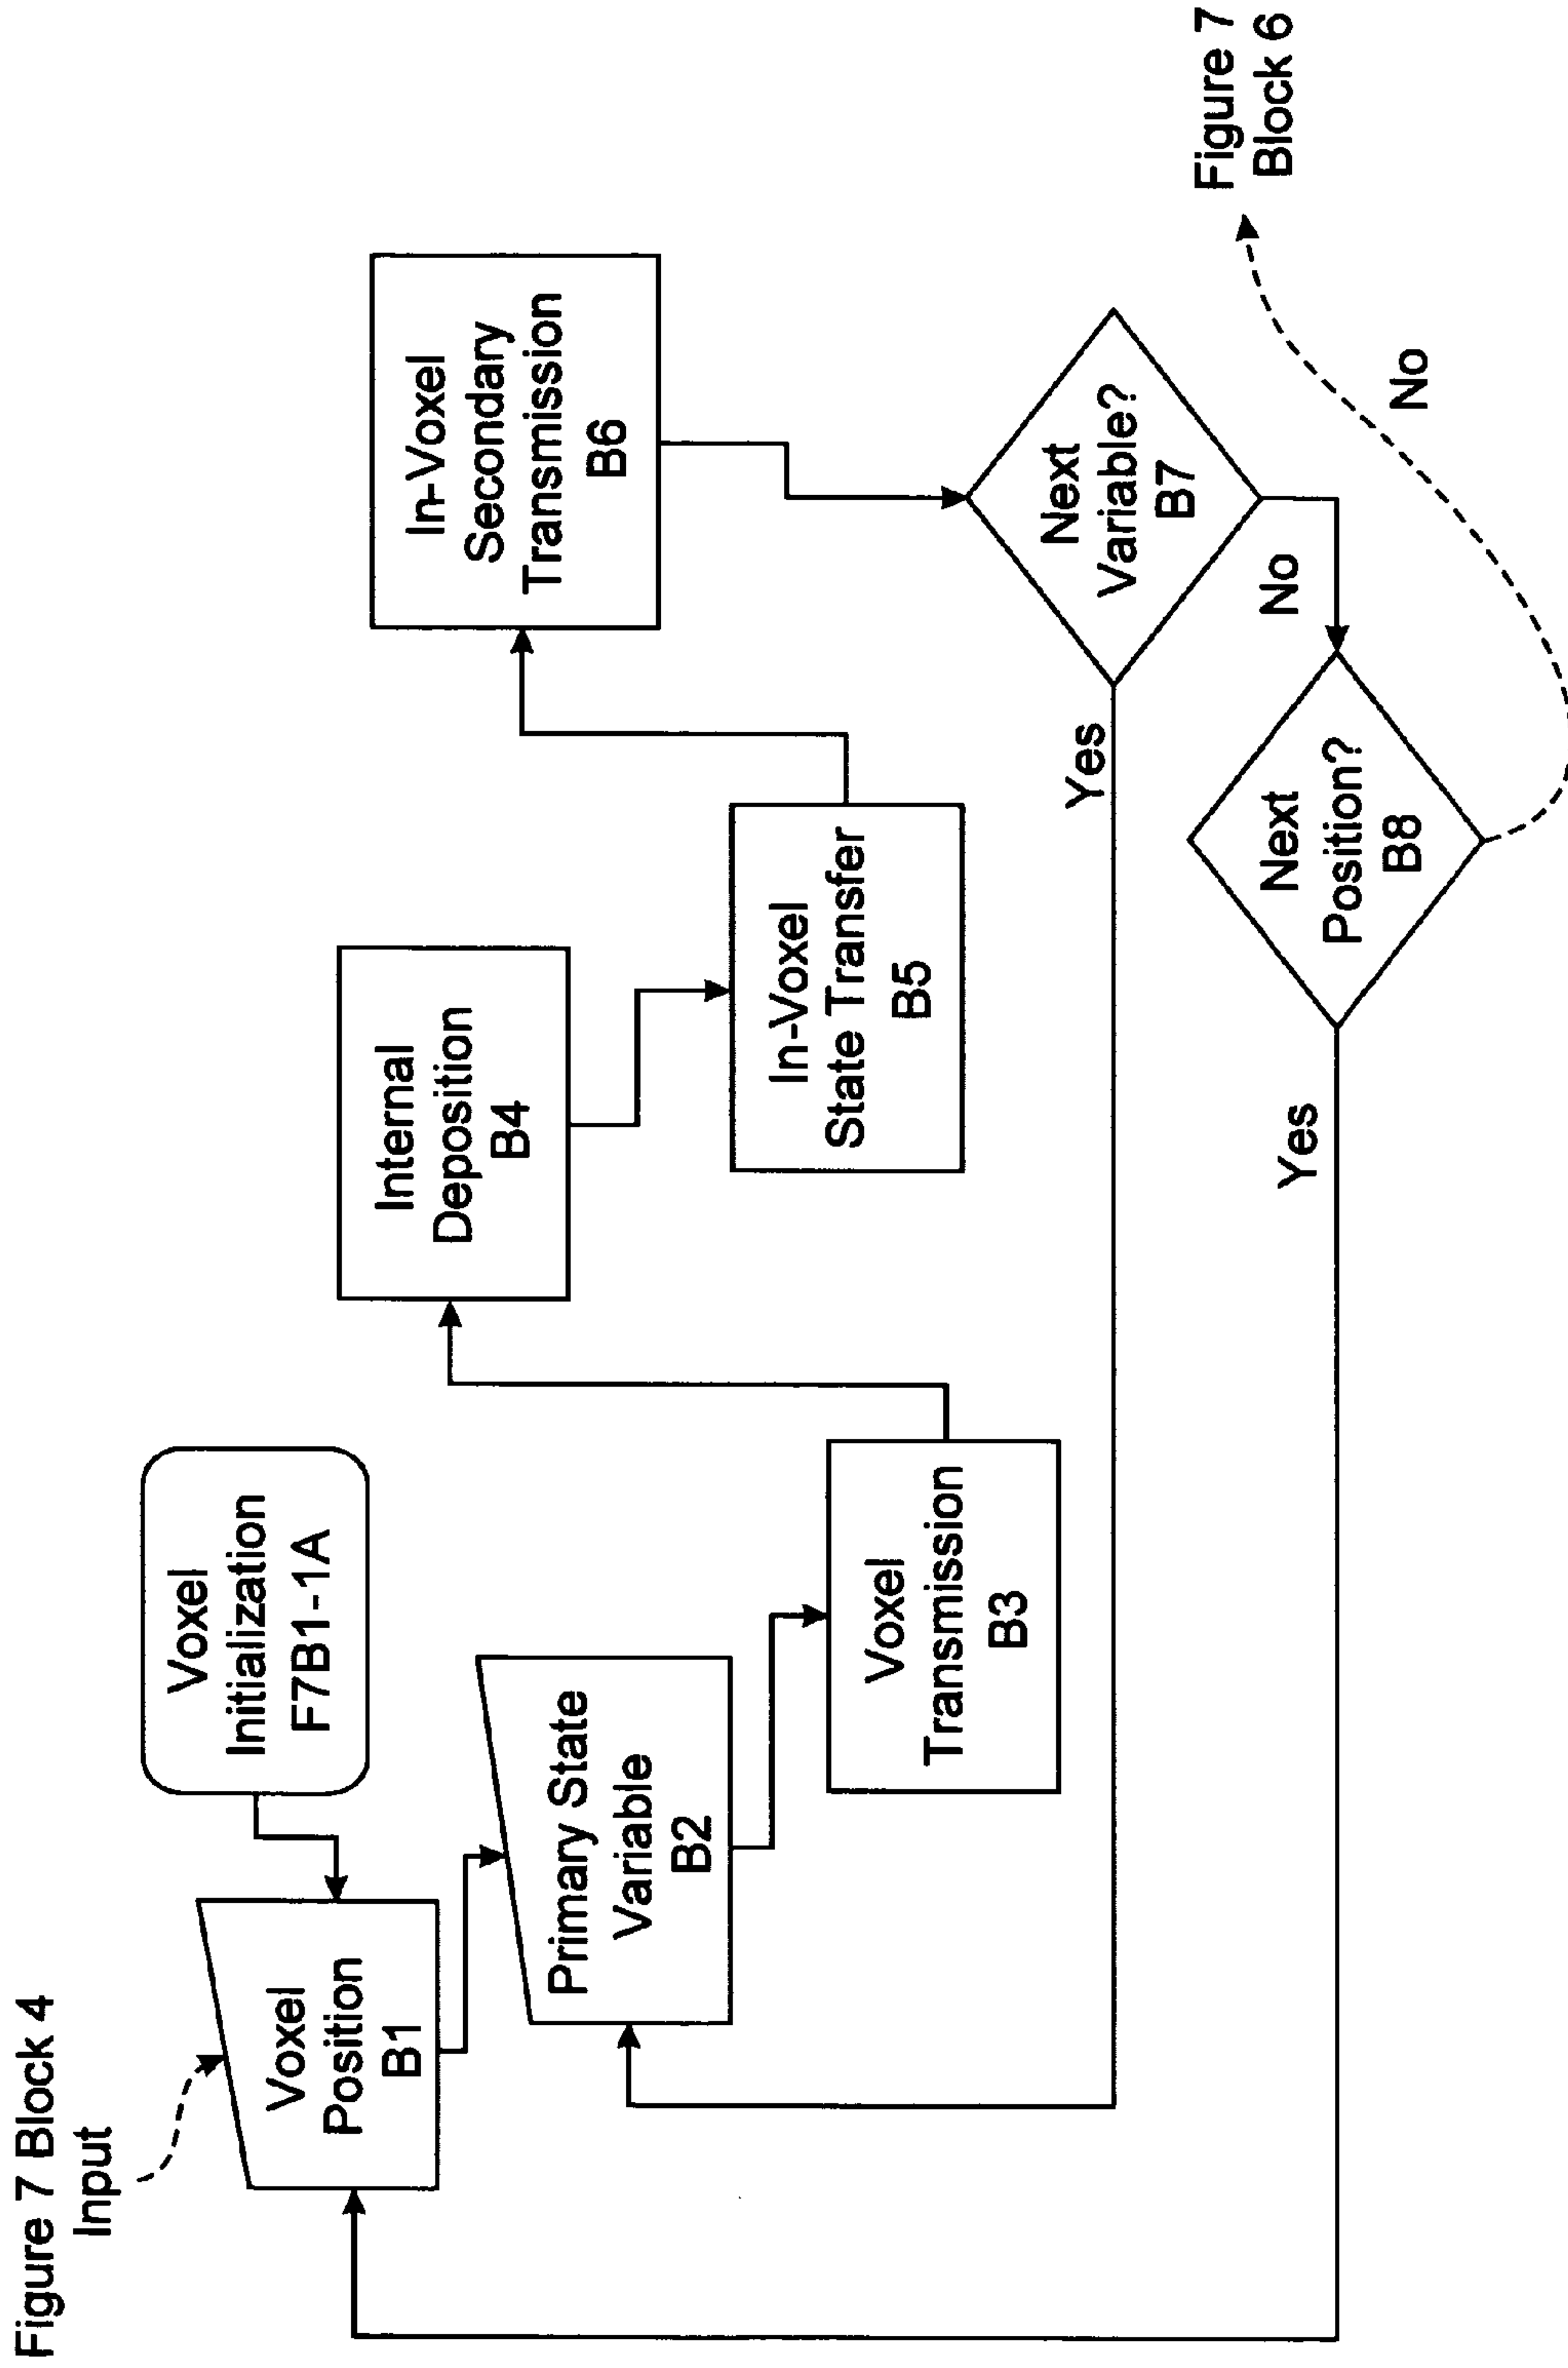 Figure 7 Block 4
Input
Voxel
Initialization
F7B1-1A
Voxel
Position
B1
Primary State
Variable
B2
Voxel
Transmission
B3
Internal
Deposition
B4
In-Voxel
State Transfer
B5
In-Voxel
Secondary
Transmission
B6
Next
Variable?
B7
Yes
No
Next
Position?
B8
Yes
No
Figure 7
Block 6